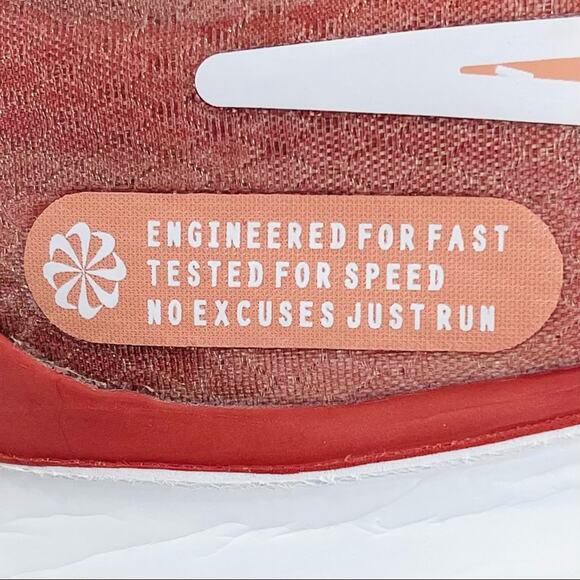 ENGINEERED FOR FAST
TESTED FOR SPEED
NO EXCUSES JUST RUN